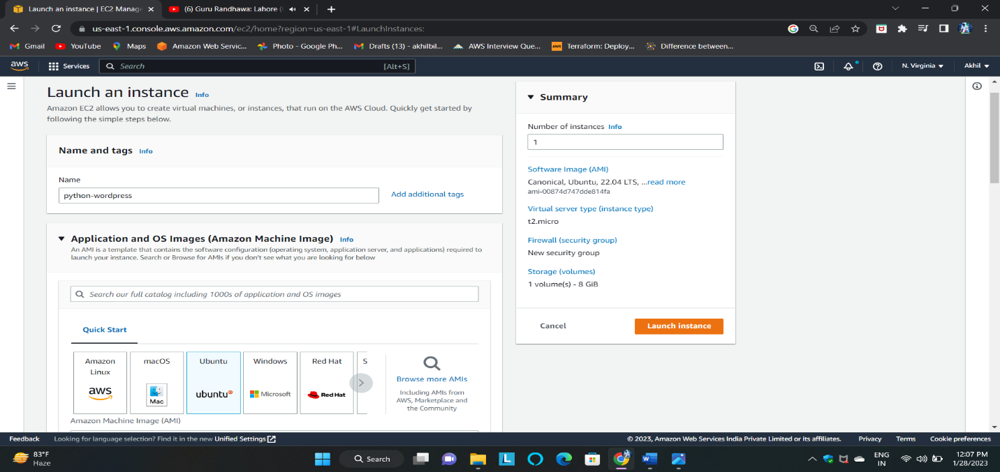 Launch an instance | EC2 Manage
(6) Guru Randhawa: Lahore (
us-east-1.console.aws.amazon.com/ec2/home?region=us-east-1#LaunchInstances:
Gmail YouTube Maps Amazon Web Servic... Photo - Google Ph... Drafts (13) - akhilbil... AWS Interview Que... Terraform: Deploy... Difference between...
aws Services Search [Alt+S] N. Virginia Akhil
Launch an instance Info
Amazon EC2 allows you to create virtual machines, or instances, that run on the AWS Cloud. Quickly get started by
following the simple steps below.
Name and tags Info
Name
python-wordpress Add additional tags
Application and OS Images (Amazon Machine Image) Info
An AMI is a template that contains the software configuration (operating system, application server, and applications) required to
launch your instance. Search or Browse for AMIs if you don't see what you are looking for below
Search our full catalog including 1000s of application and OS images
Quick Start
Amazon
Linux
aws
macOS
Mac
Ubuntu
ubuntu
Windows
Microsoft
Red Hat
Red Hat
S
Browse more AMIs
Including AMIs from
AWS, Marketplace and
the Community
Amazon Machine Image (AMI)
Summary
Number of instances Info
1
Software Image (AMI)
Canonical, Ubuntu, 22.04 LTS, ...read more
ami-00874d747dde814fa
Virtual server type (instance type)
t2.micro
Firewall (security group)
New security group
Storage (volumes)
1 volume(s) - 8 GiB
Cancel Launch instance
Feedback Looking for language selection? Find it in the new Unified Settings © 2023, Amazon Web Services India Private Limited or its affiliates. Privacy Terms Cookie preferences
83°F
Haze
Search
ENG
IN
12:07 PM
1/28/2023